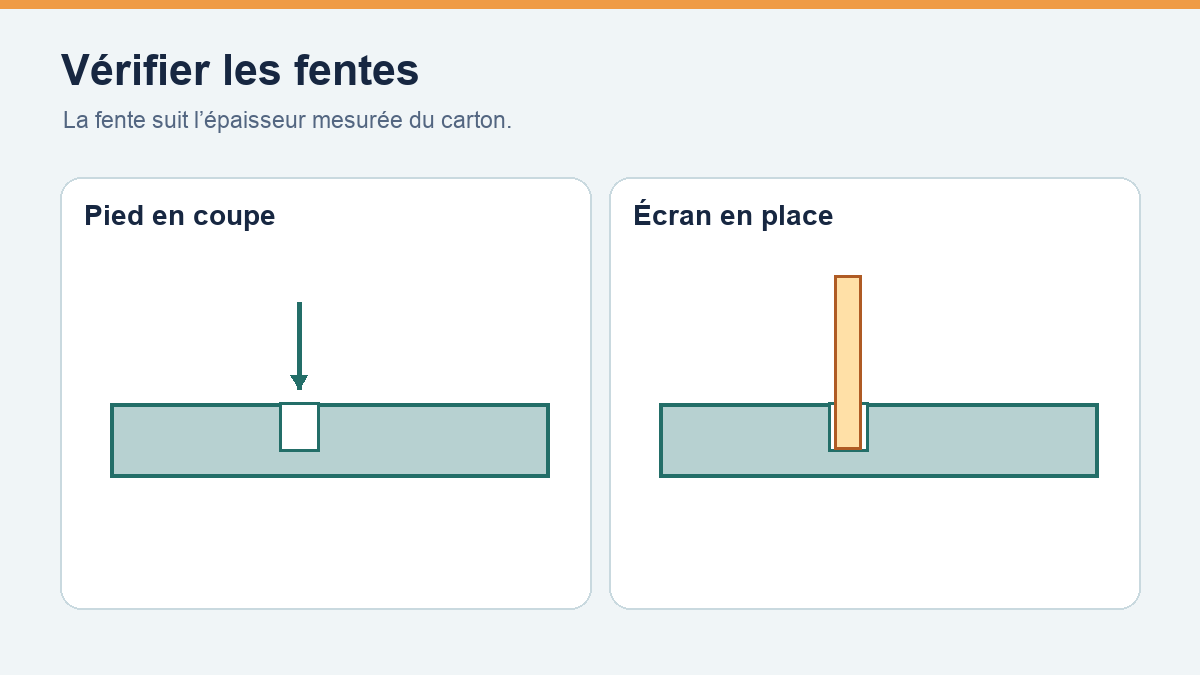 Vérifier les fentes
La fente suit l’épaisseur mesurée du carton.
Pied en coupe
Écran en place